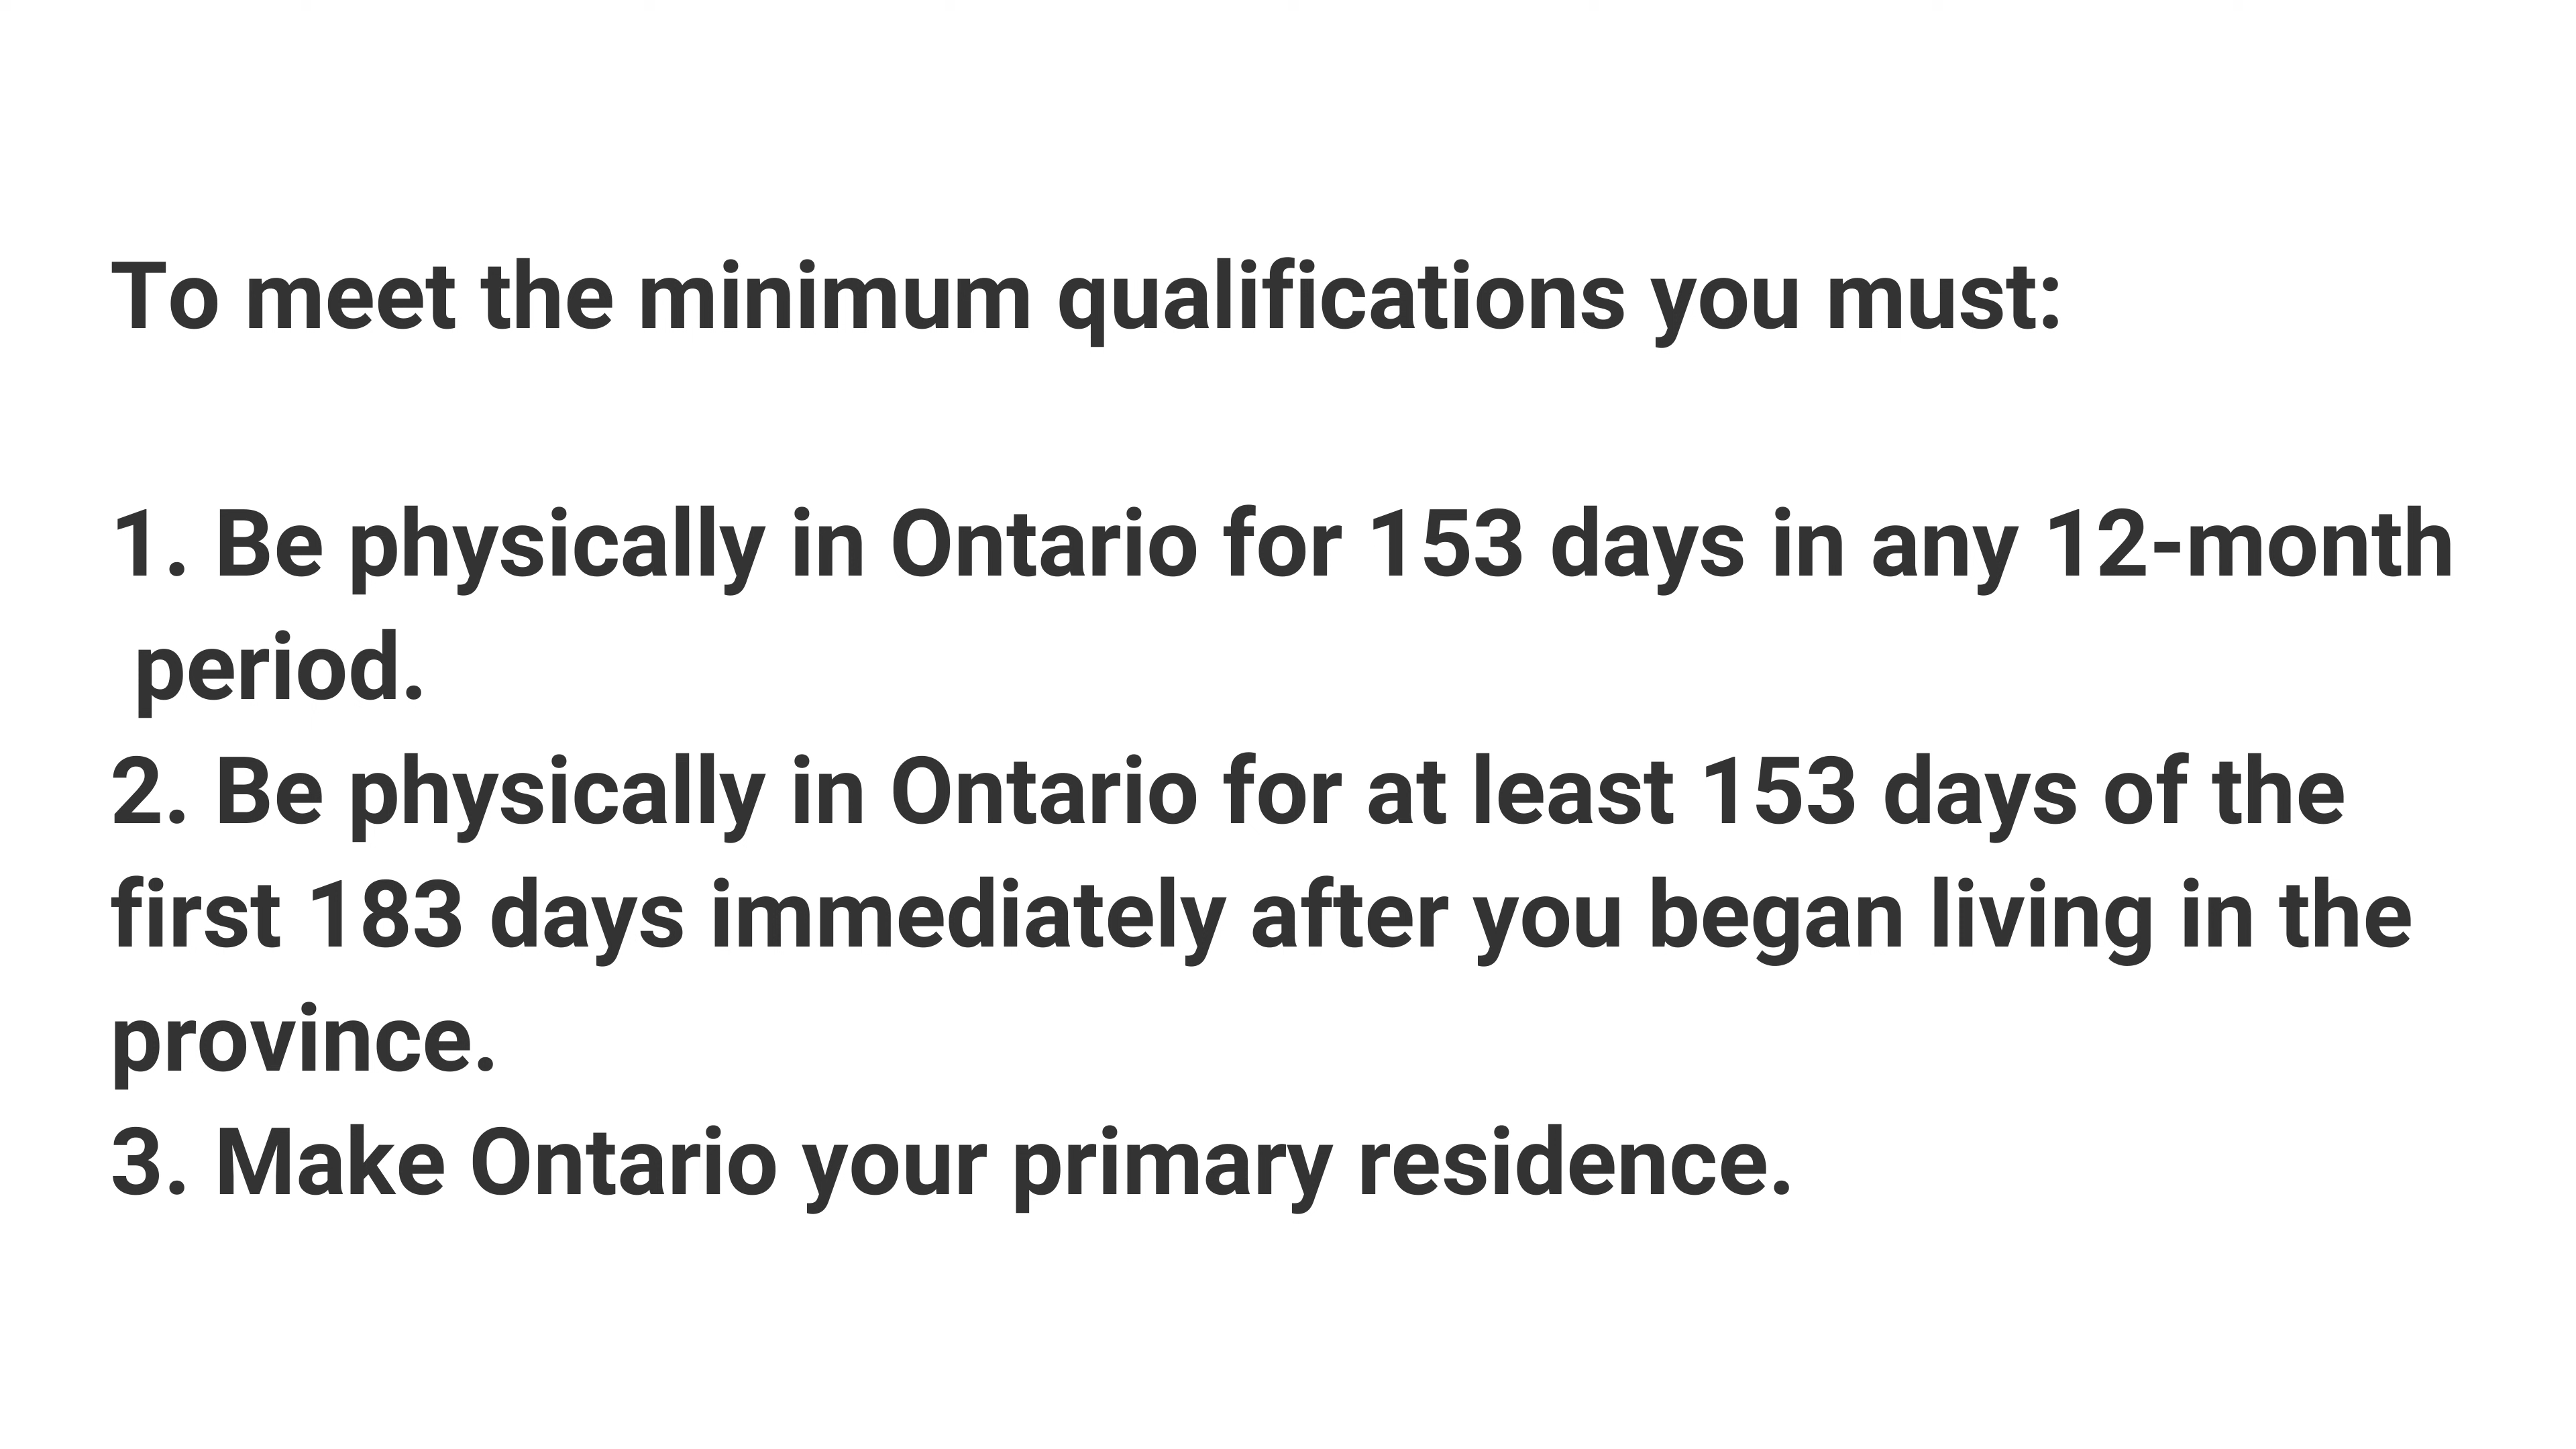 To meet the minimum qualifications you must:
1. Be physically in Ontario for 153 days in any 12-month
period.
2. Be physically in Ontario for at least 153 days of the
first 183 days immediately after you began living in the
province.
3. Make Ontario your primary residence.